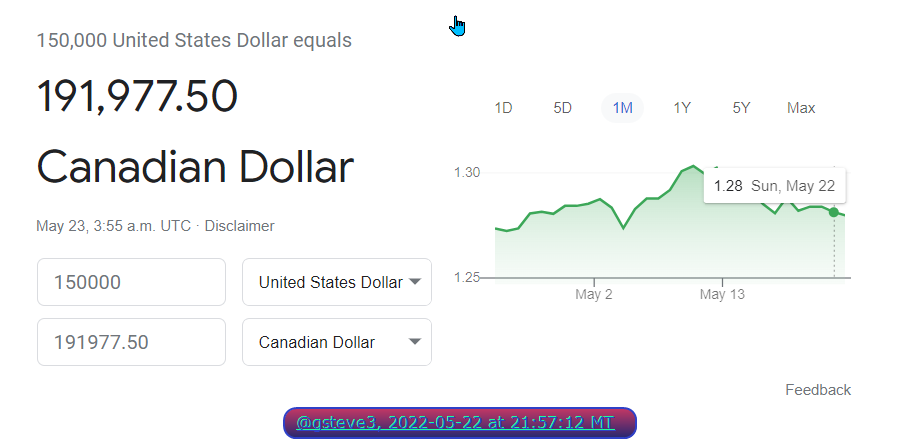 150,000 United States Dollar equals
191,977.50
Canadian Dollar
May 23, 3:55 a.m. UTC · Disclaimer
150000 United States Dollar
191977.50 Canadian Dollar
1D 5D 1M 1Y 5Y Max
1.30
1.28 Sun, May 22
1.25
May 2 May 13
Feedback
@gsteve3, 2022-05-22 at 21:57:12 MT